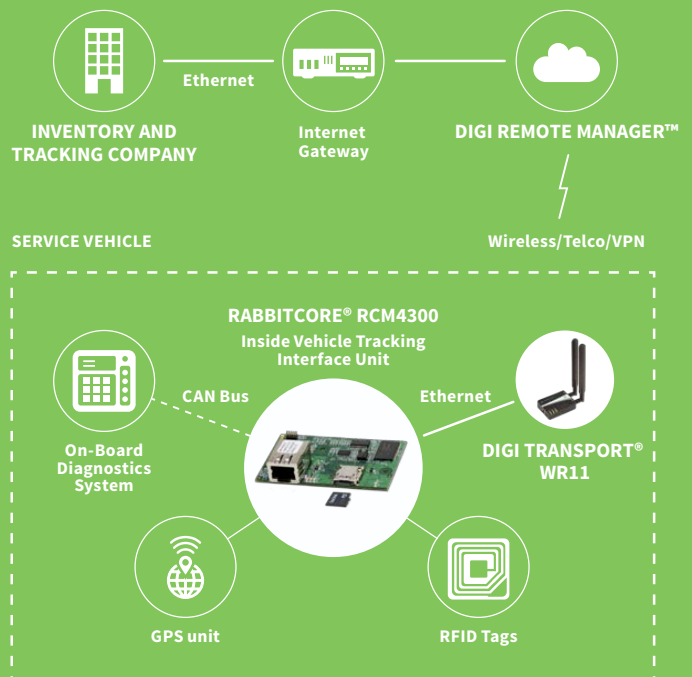 Ethernet
INVENTORY AND
TRACKING COMPANY
Internet
Gateway
DIGI REMOTE MANAGER™
SERVICE VEHICLE
Wireless/Telco/VPN
RABBITCORE® RCM4300
Inside Vehicle Tracking
Interface Unit
CAN Bus
Ethernet
On-Board
Diagnostics
System
DIGI TRANSPORT®
WR11
GPS unit
RFID Tags